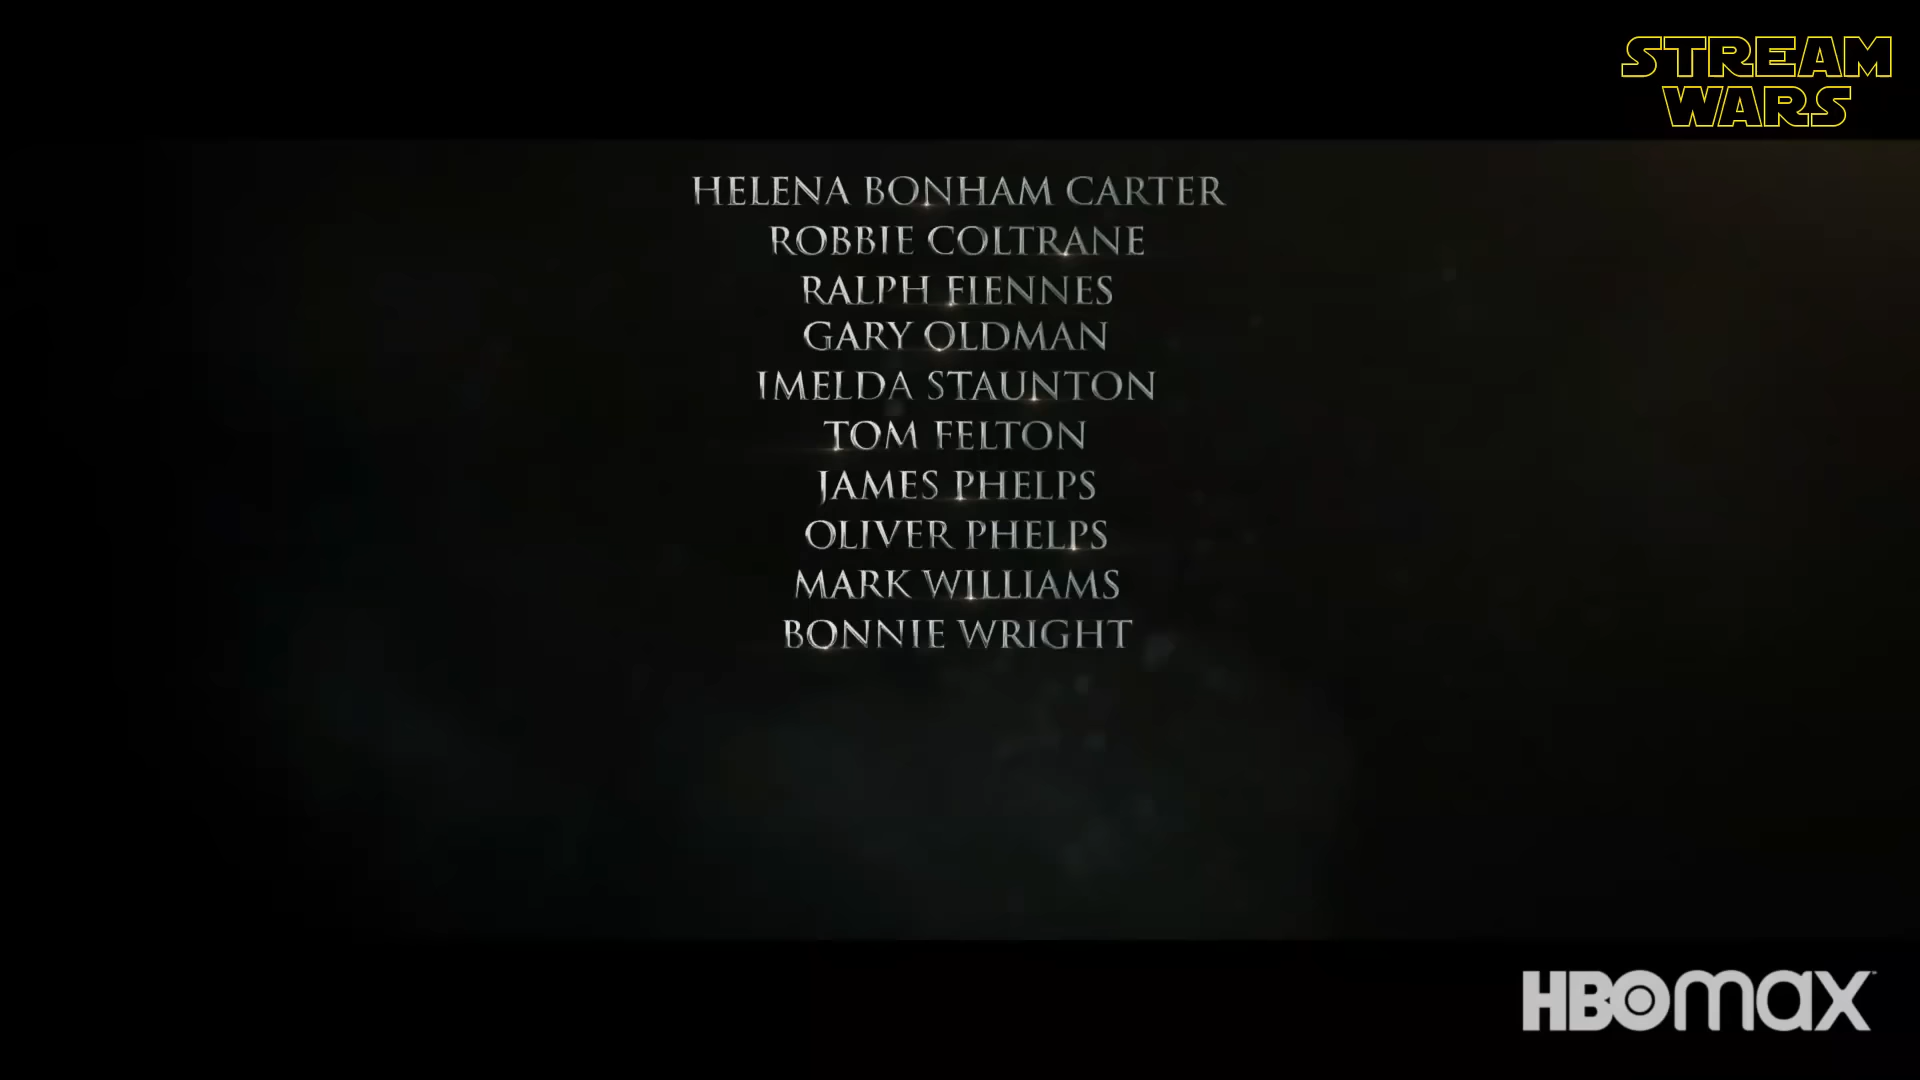 STREAM
WARS
HELENA BONHAM CARTER
ROBBIE COLTRANE
RALPH FIENNES
GARY OLDMAN
IMELDA STAUNTON
TOM FELTON
JAMES PHELPS
OLIVER PHELPS
MARK WILLIAMS
BONNIE WRIGHT
HBOmax